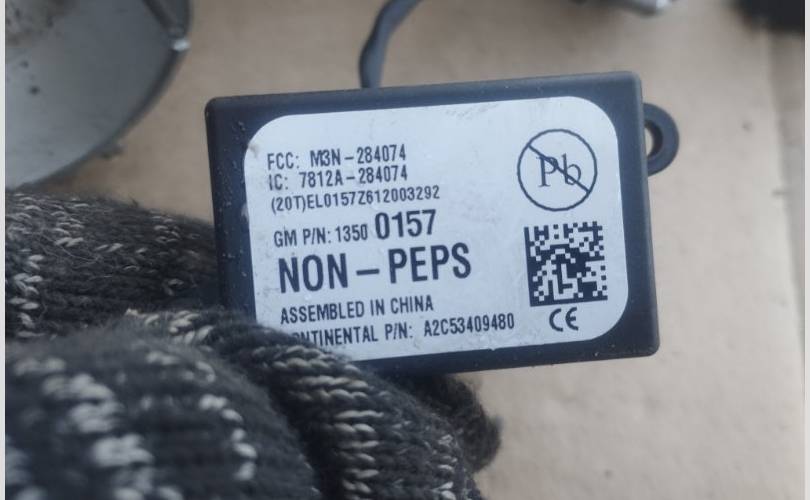 FCC: M3N-284074
IC: 7812A-284074
(20T)EL0157Z612003292
GM P/N: 1350 0157
NON-PEPS
ASSEMBLED IN CHINA
P/N: A2C53409480
Pb
CE